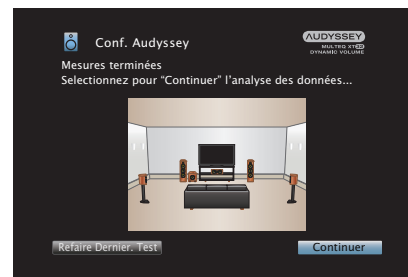 Conf. Audyssey
AUDYSSEY
MULTEQ XT32
DYNAMIC VOLUME
Mesures terminées
Selectionnez pour “Continuer” l’analyse des données...
Refaire Dernier. Test
Continuer